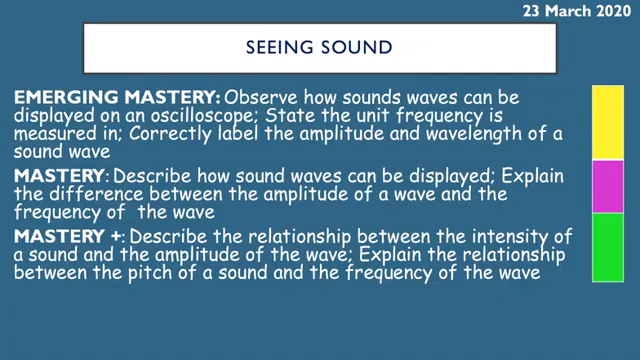 23 March 2020
SEEING SOUND
EMERGING MASTERY: Observe how sounds waves can be
displayed on an oscilloscope; State the unit frequency is
measured in; Correctly label the amplitude and wavelength of a
sound wave
MASTERY: Describe how sound waves can be displayed; Explain
the difference between the amplitude of a wave and the
frequency of the wave
MASTERY +: Describe the relationship between the intensity of
a sound and the amplitude of the wave; Explain the relationship
between the pitch of a sound and the frequency of the wave